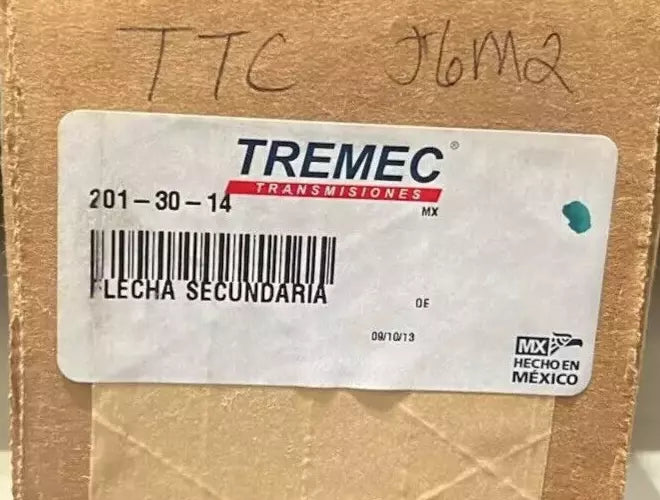 TTC J6M2
TREMEC®
TRANSMISIONES
MX
201-30-14
FLECHA SECUNDARIA
OE
09/10/13
MX
HECHO EN
MÉXICO